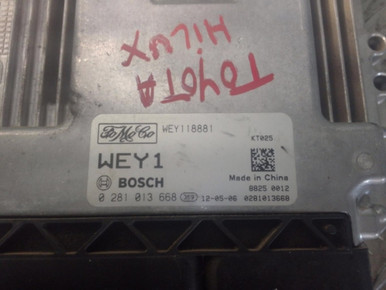 TOYOTA
HILUX
FoMoCo WEY118881
KT025
WEY1
BOSCH
Made in China
8825 0012
0 281 013 668 12-05-06 0281013668